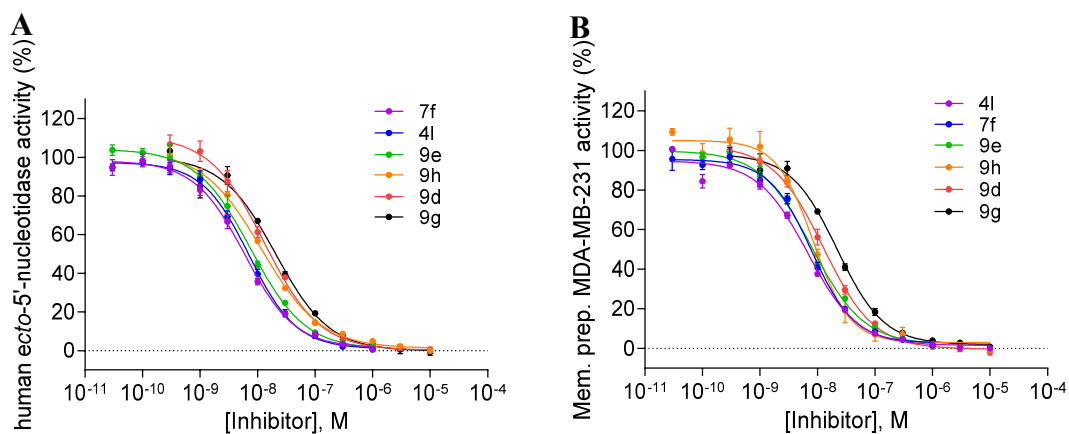 A
human ecto-5'-nucleotidase activity (%)
120
100
80
60
40
20
0
10-11
10-10
10-9
10-8
10-7
10-6
10-5
10-4
[Inhibitor], M
7f
4l
9e
9h
9d
9g
B
Mem. prep. MDA-MB-231 activity (%)
120
100
80
60
40
20
0
10-11
10-10
10-9
10-8
10-7
10-6
10-5
10-4
[Inhibitor], M
4l
7f
9e
9h
9d
9g